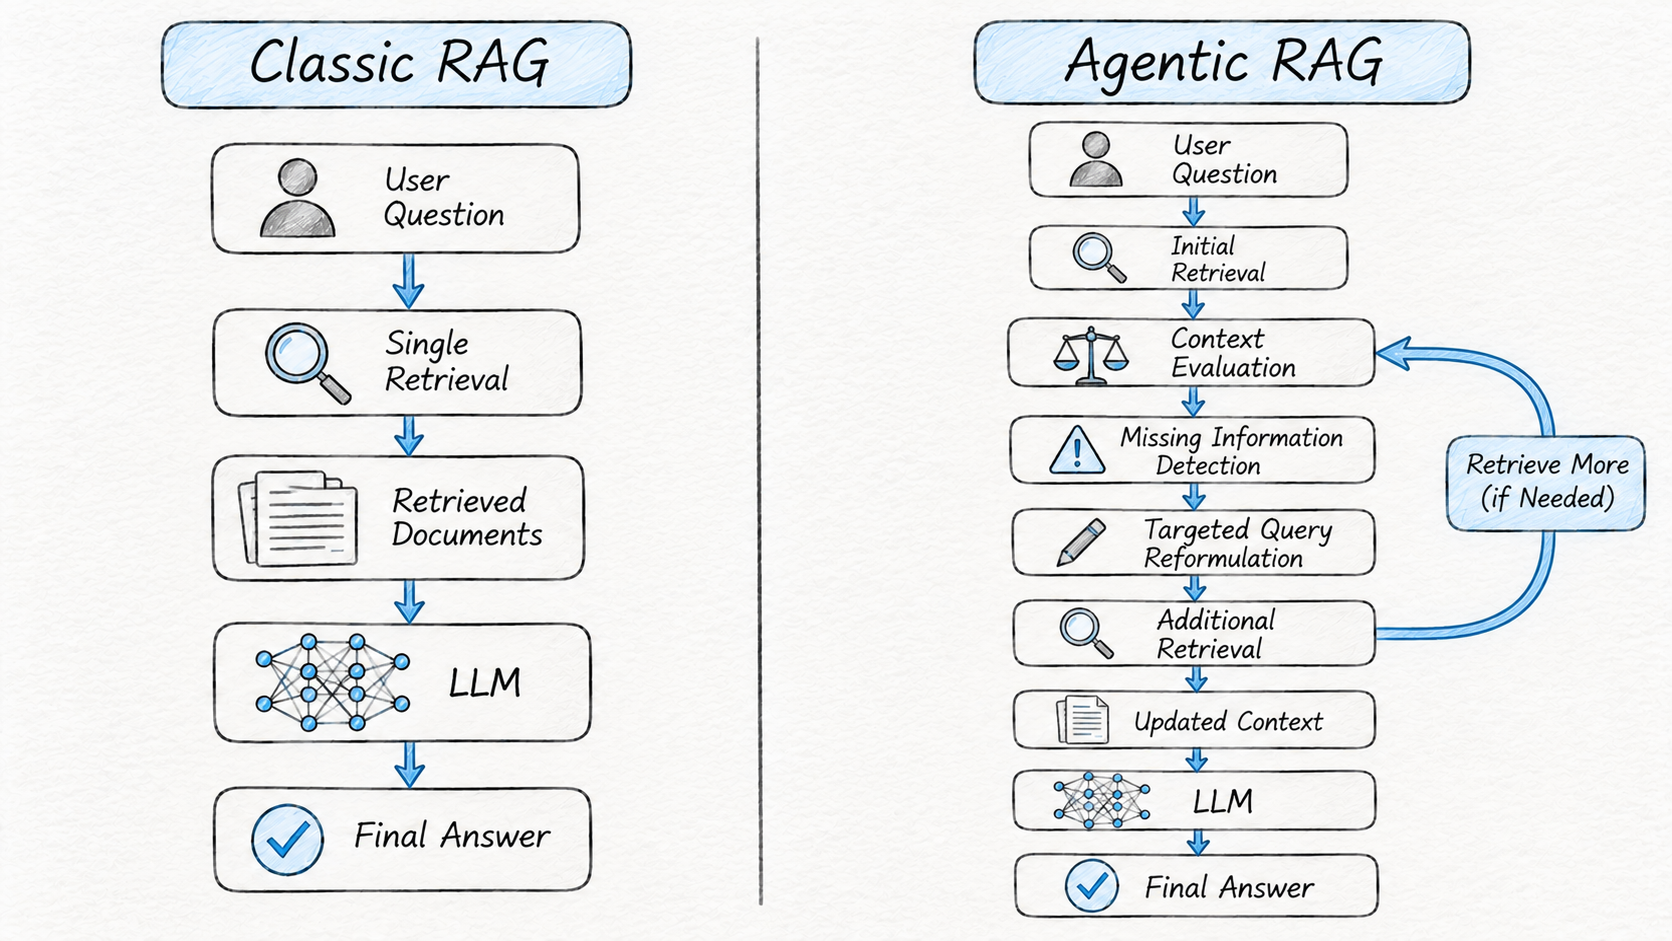 Classic RAG
User
Question
Single
Retrieval
Retrieved
Documents
LLM
Final Answer
Agentic RAG
User
Question
Initial
Retrieval
Context
Evaluation
Missing Information
Detection
Targeted Query
Reformulation
Additional
Retrieval
Retrieve More
(if Needed)
Updated Context
LLM
Final Answer